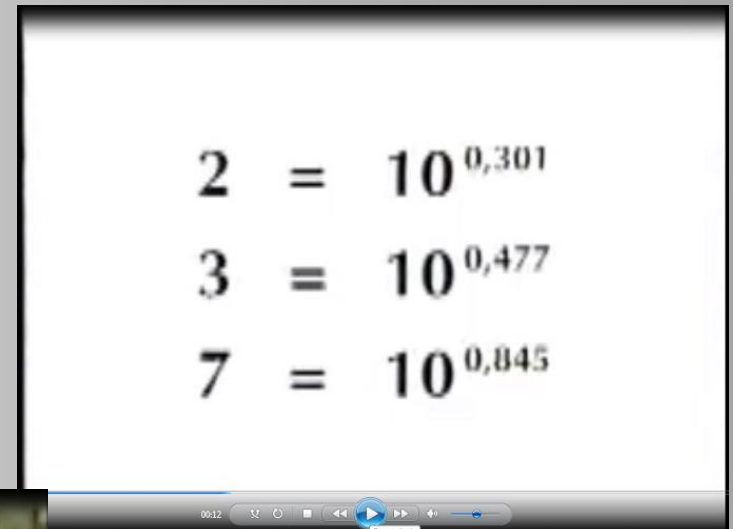 2 = 10^0,301
3 = 10^0,477
7 = 10^0,845
00:12